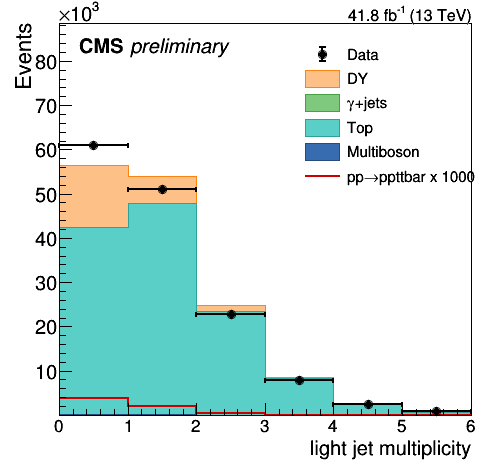 ×10³
41.8 fb⁻¹ (13 TeV)
CMS preliminary
Events
Data
DY
γ+jets
Top
Multiboson
pp→ppttbar x 1000
80
70
60
50
40
30
20
10
0 1 2 3 4 5 6
light jet multiplicity